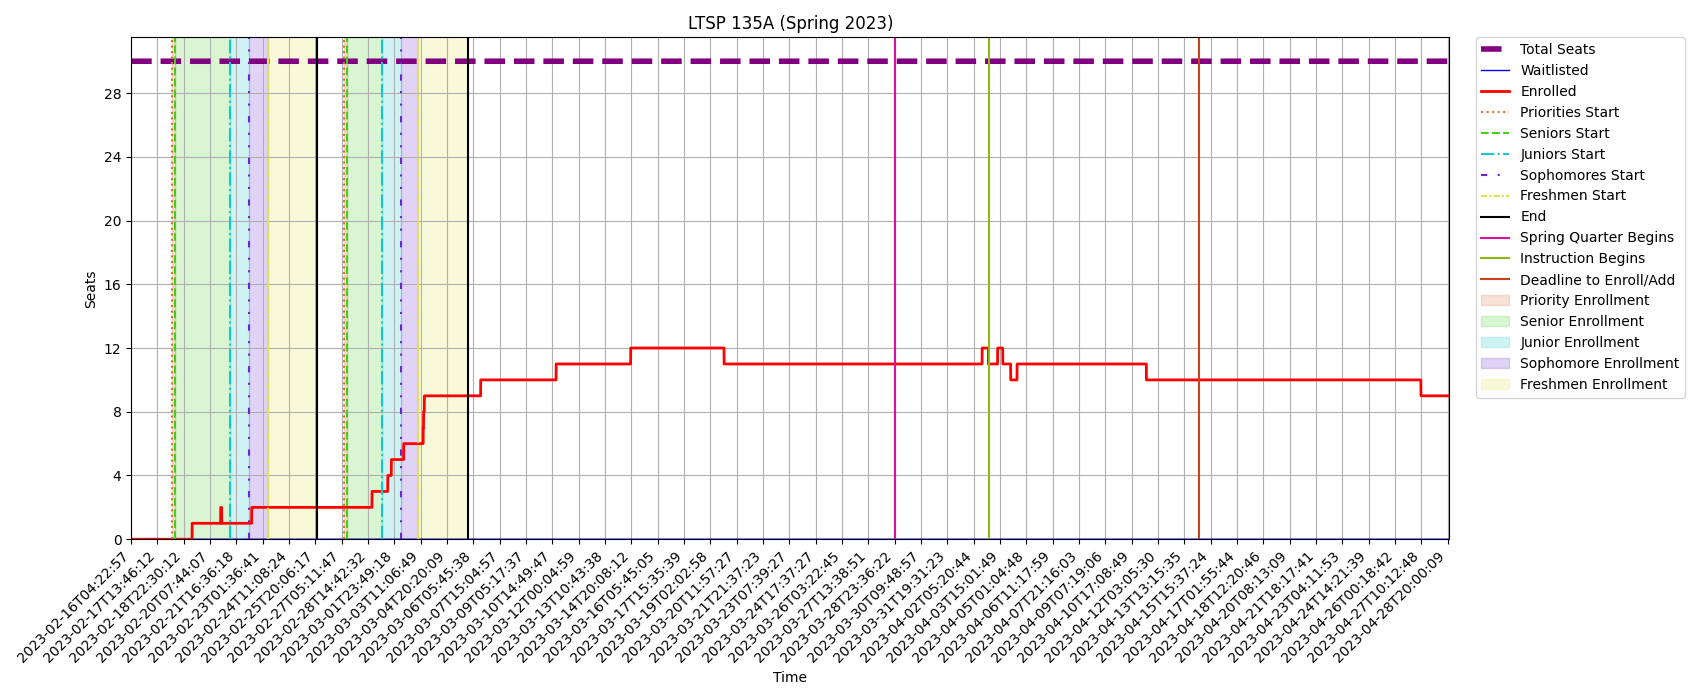 LTSP 135A (Spring 2023)
Seats
28
24
20
16
12
8
4
0
2023-02-16T04:22:57
2023-02-17T13:46:12
2023-02-18T22:30:12
2023-02-20T07:44:07
2023-02-21T16:36:18
2023-02-23T01:36:41
2023-02-24T11:08:24
2023-02-25T20:06:17
2023-02-27T05:11:47
2023-02-28T14:42:32
2023-03-01T23:49:18
2023-03-03T11:06:49
2023-03-04T20:20:09
2023-03-06T05:45:38
2023-03-07T15:04:57
2023-03-09T05:17:37
2023-03-10T14:49:47
2023-03-12T00:04:59
2023-03-13T10:43:38
2023-03-14T20:08:12
2023-03-16T05:45:05
2023-03-17T15:35:39
2023-03-19T02:02:58
2023-03-20T11:57:27
2023-03-21T21:37:23
2023-03-23T07:39:27
2023-03-24T17:37:27
2023-03-26T03:22:45
2023-03-27T13:38:51
2023-03-28T23:36:22
2023-03-30T09:48:57
2023-03-31T19:31:23
2023-04-02T05:20:44
2023-04-03T15:01:49
2023-04-05T01:04:48
2023-04-06T11:17:59
2023-04-07T21:16:03
2023-04-09T07:19:06
2023-04-10T17:08:49
2023-04-12T03:05:30
2023-04-13T13:15:35
2023-04-15T15:37:24
2023-04-17T01:55:44
2023-04-18T12:20:46
2023-04-20T08:13:09
2023-04-21T18:17:41
2023-04-23T04:11:53
2023-04-24T14:21:39
2023-04-26T00:18:42
2023-04-27T10:12:48
2023-04-28T20:00:09
Time
Total Seats
Waitlisted
Enrolled
Priorities Start
Seniors Start
Juniors Start
Sophomores Start
Freshmen Start
End
Spring Quarter Begins
Instruction Begins
Deadline to Enroll/Add
Priority Enrollment
Senior Enrollment
Junior Enrollment
Sophomore Enrollment
Freshmen Enrollment